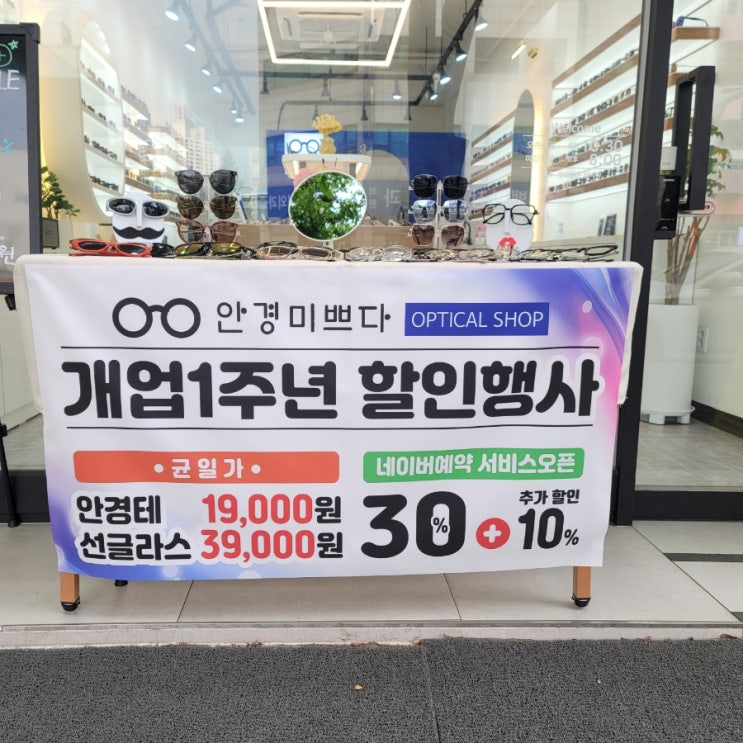 Welcome
안경미쁘다 OPTICAL SHOP
개업1주년 할인행사
• 균일가 •
네이버예약 서비스오픈
안경테 19,000원
선글라스 39,000원
30% + 추가 할인 10%
원